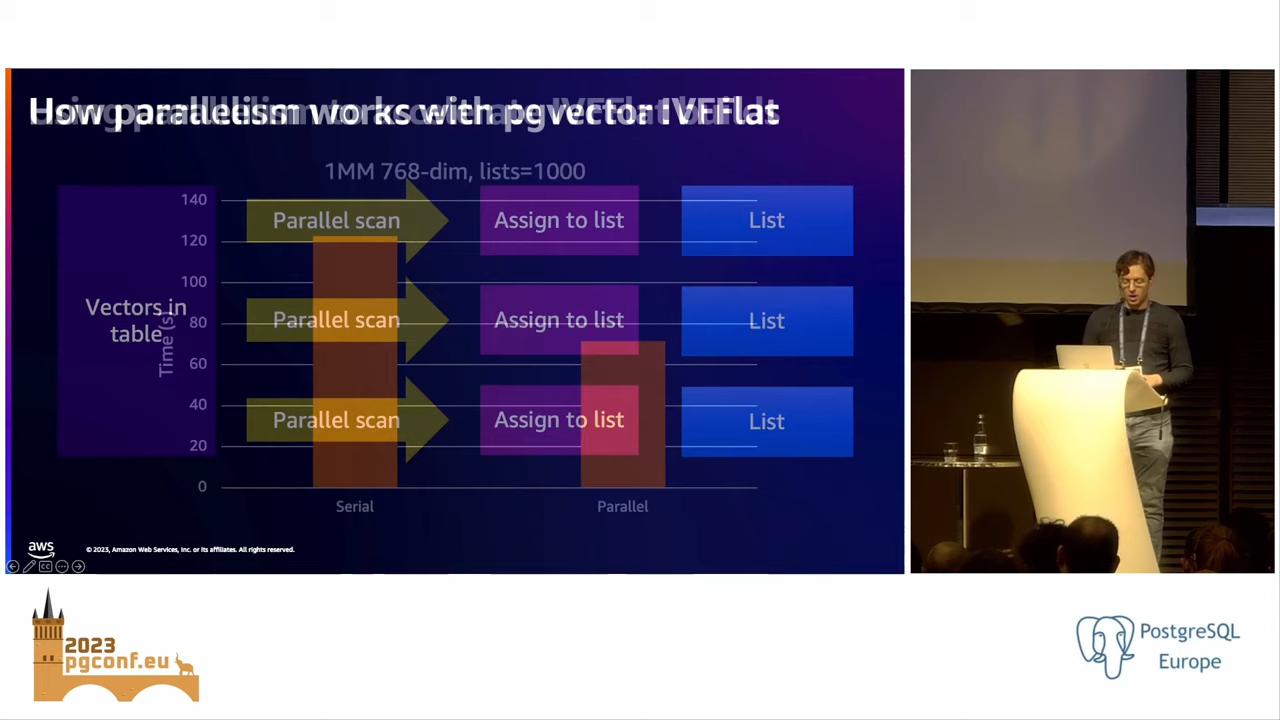 How parallelism works with pgvector IVFFlat
1MM 768-dim, lists=1000
140
120
100
80
60
40
20
0
Time (s)
Vectors in
table
Parallel scan
Assign to list
List
Parallel scan
Assign to list
List
Parallel scan
Assign to list
List
Serial
Parallel
aws
© 2023, Amazon Web Services, Inc. or its affiliates. All rights reserved.
CC
2023
pgconf.eu
PostgreSQL
Europe